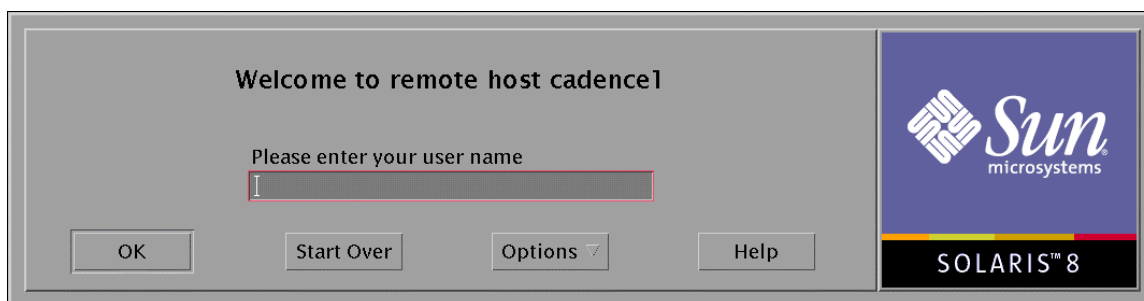 Welcome to remote host cadence1
Please enter your user name
OK
Start Over
Options
Help
Sun
microsystems
SOLARIS™ 8